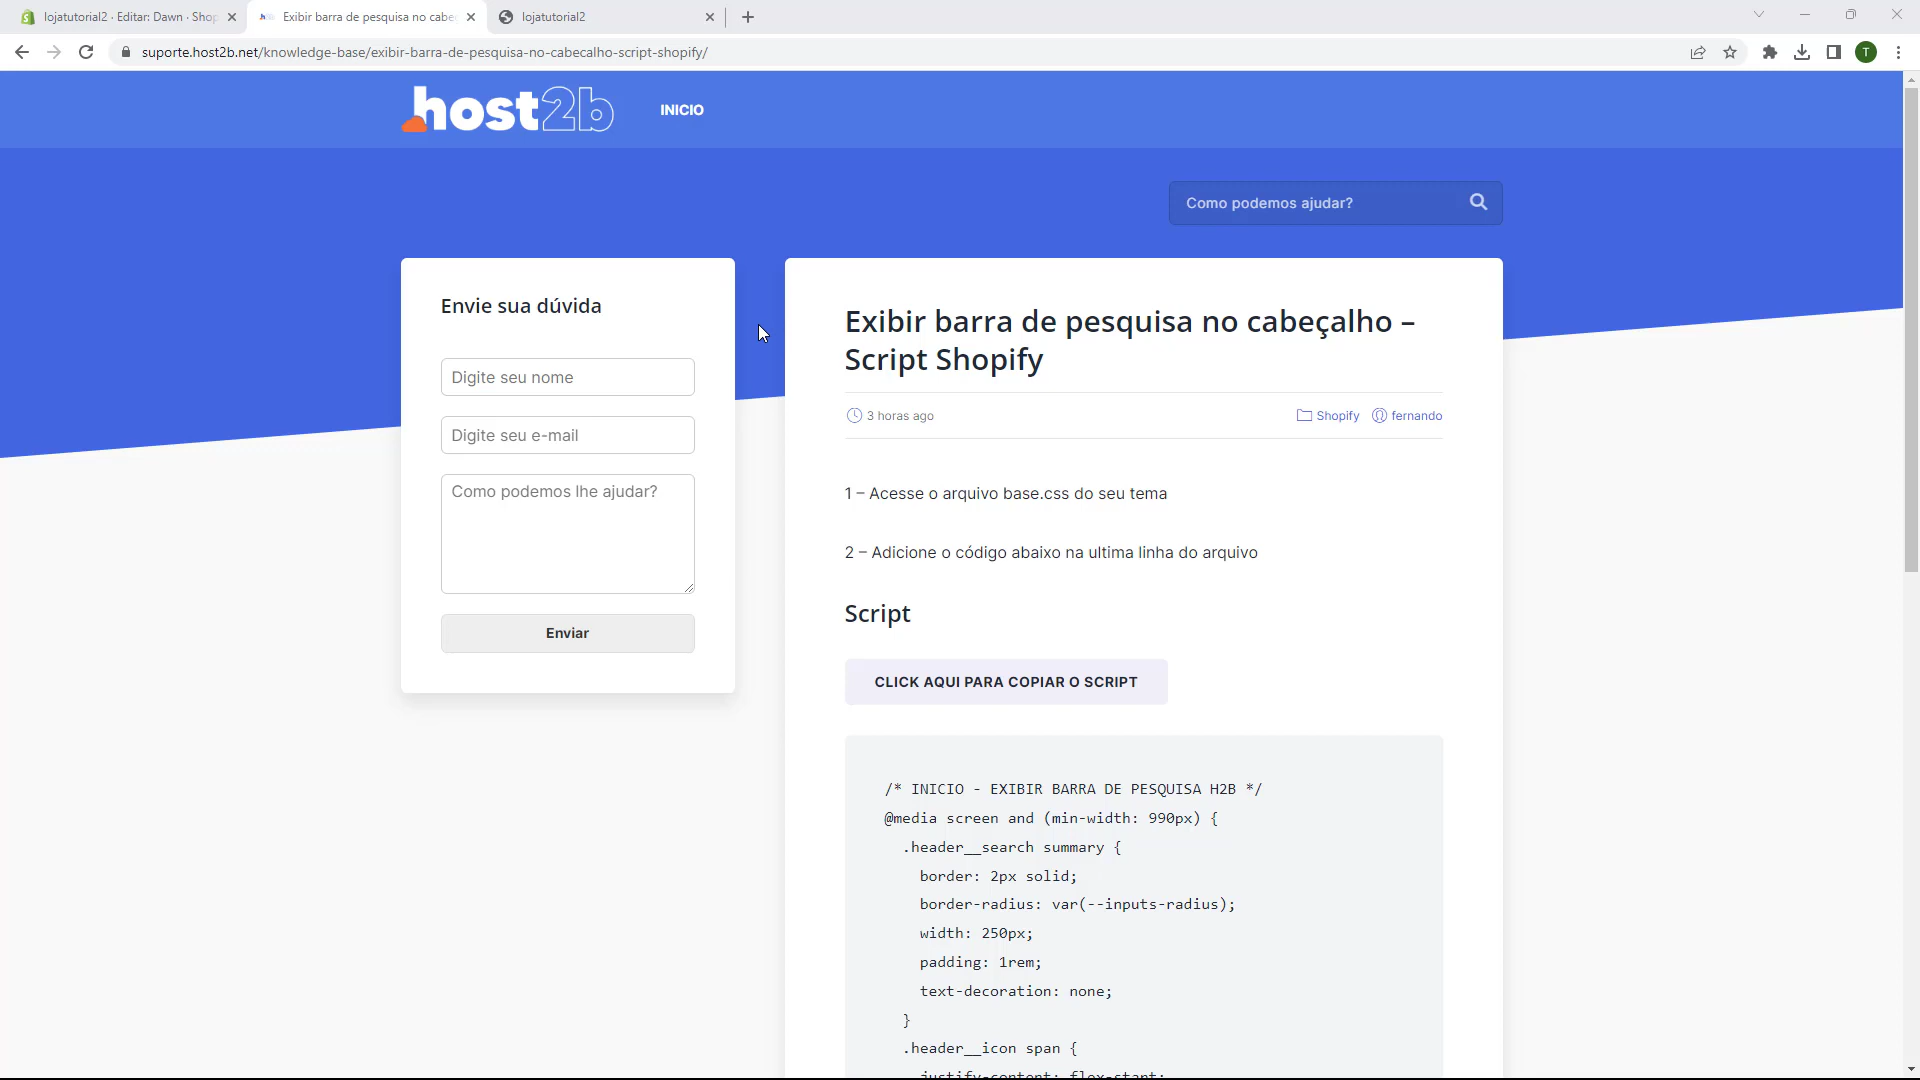 lojatutorial2 · Editar: Dawn · Shop
Exibir barra de pesquisa no cabe
lojatutorial2
suporte.host2b.net/knowledge-base/exibir-barra-de-pesquisa-no-cabecalho-script-shopify/
T
host2b
INICIO
Como podemos ajudar?
Envie sua dúvida
Digite seu nome
Digite seu e-mail
Como podemos lhe ajudar?
Enviar
Exibir barra de pesquisa no cabeçalho –
Script Shopify
3 horas ago
Shopify
fernando
1 – Acesse o arquivo base.css do seu tema
2 – Adicione o código abaixo na ultima linha do arquivo
Script
CLICK AQUI PARA COPIAR O SCRIPT
/* INICIO - EXIBIR BARRA DE PESQUISA H2B */
@media screen and (min-width: 990px) {
.header__search summary {
border: 2px solid;
border-radius: var(--inputs-radius);
width: 250px;
padding: 1rem;
text-decoration: none;
}
.header__icon span {
justify-content: flex-start;